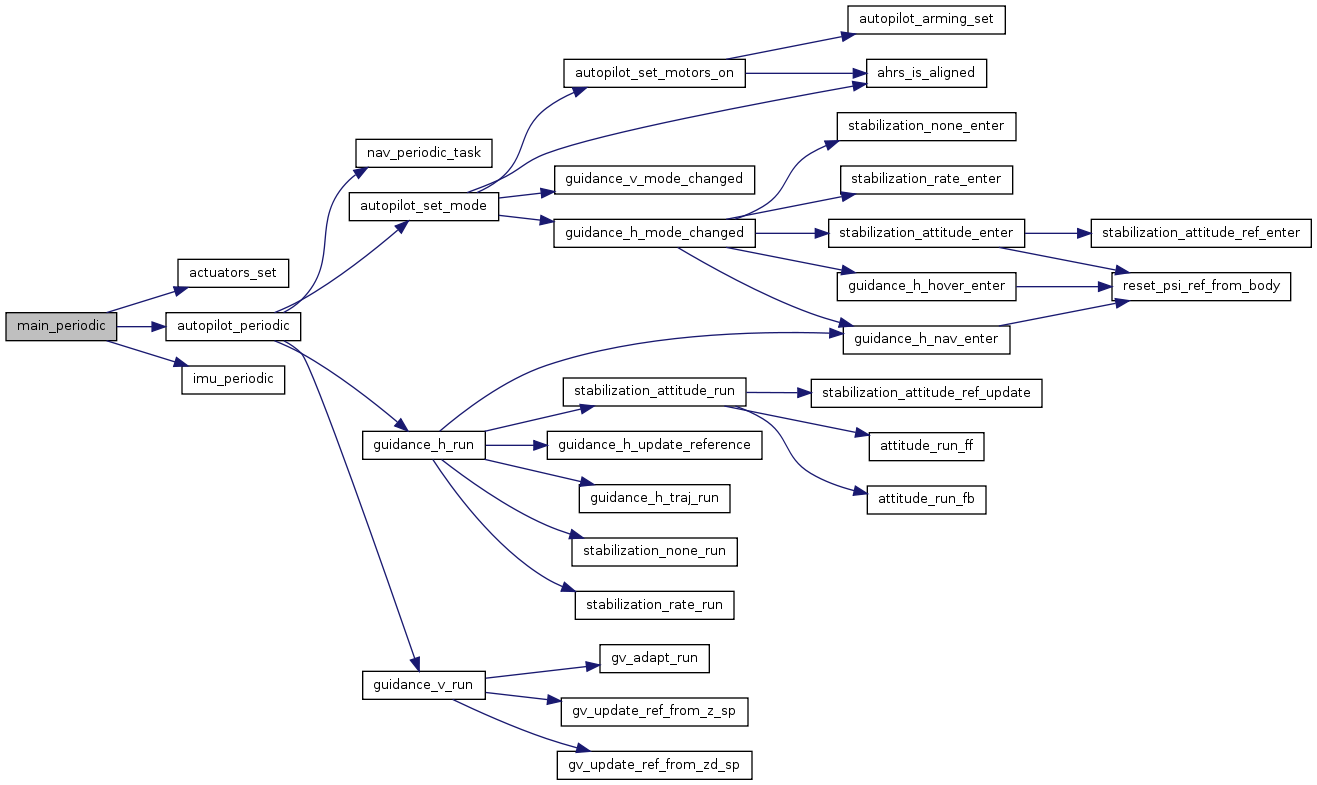 autopilot_arming_set
autopilot_set_motors_on
ahrs_is_aligned
stabilization_none_enter
nav_periodic_task
guidance_v_mode_changed
stabilization_rate_enter
autopilot_set_mode
guidance_h_mode_changed
stabilization_attitude_enter
stabilization_attitude_ref_enter
actuators_set
guidance_h_hover_enter
reset_psi_ref_from_body
main_periodic
autopilot_periodic
guidance_h_nav_enter
imu_periodic
stabilization_attitude_run
stabilization_attitude_ref_update
guidance_h_run
guidance_h_update_reference
attitude_run_ff
guidance_h_traj_run
attitude_run_fb
stabilization_none_run
stabilization_rate_run
gv_adapt_run
guidance_v_run
gv_update_ref_from_z_sp
gv_update_ref_from_zd_sp